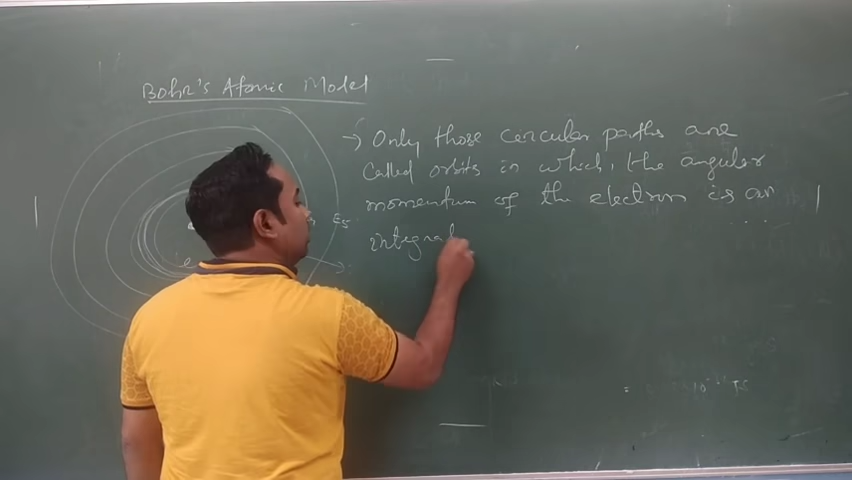 Bohr's Atomic Model
→ Only those circular paths are
called orbits in which, the angular
momentum of the electron is an
integral
E5